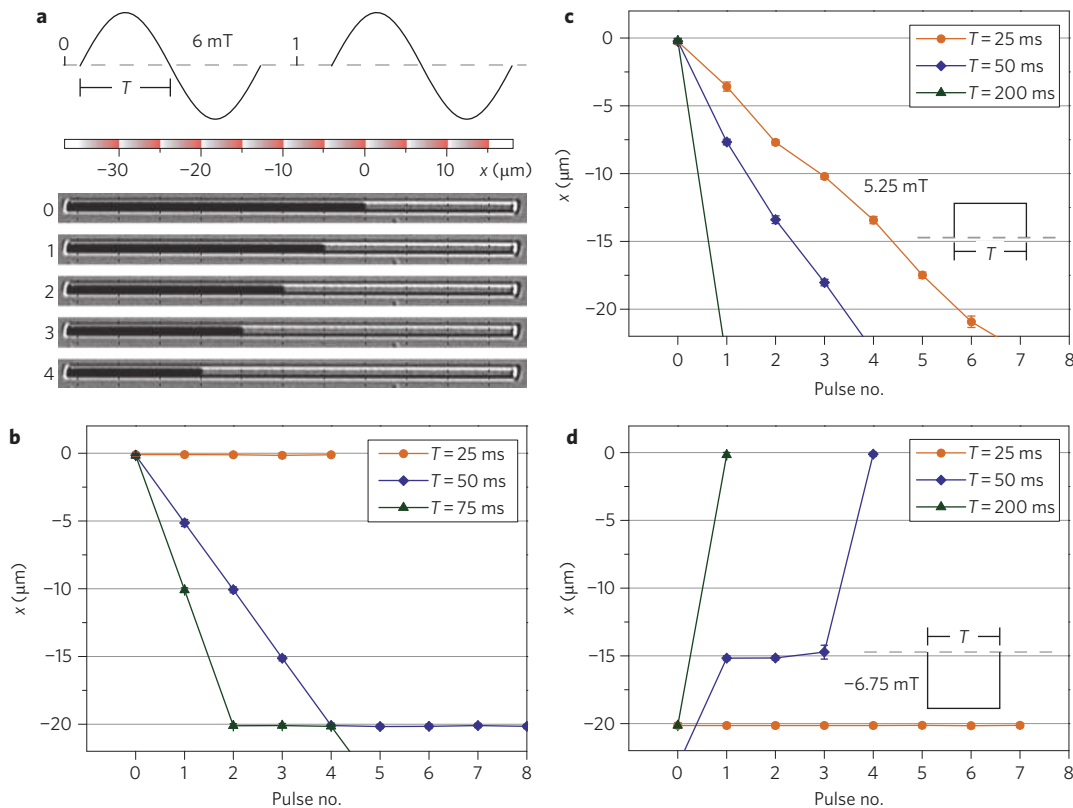 a
0 6 mT 1
T
−30 −20 −10 0 10 x (μm)
0
1
2
3
4
b
T = 25 ms
T = 50 ms
T = 75 ms
0
−5
−10
−15
−20
x (μm)
0 1 2 3 4 5 6 7 8
Pulse no.
c
T = 25 ms
T = 50 ms
T = 200 ms
0
−5
−10
−15
−20
x (μm)
5.25 mT
T
0 1 2 3 4 5 6 7 8
Pulse no.
d
T = 25 ms
T = 50 ms
T = 200 ms
0
−5
−10
−15
−20
x (μm)
T
−6.75 mT
0 1 2 3 4 5 6 7 8
Pulse no.